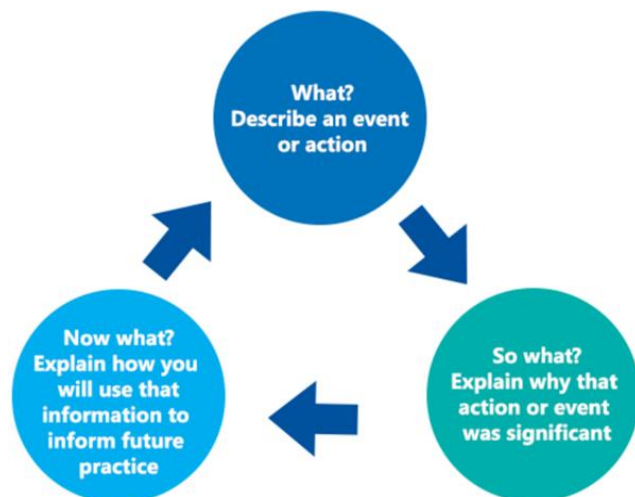 What?
Describe an event
or action
So what?
Explain why that
action or event
was significant
Now what?
Explain how you
will use that
information to
inform future
practice